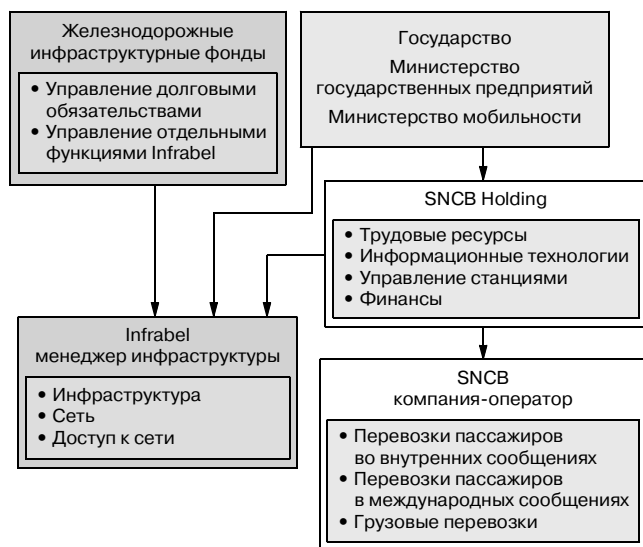 Железнодорожные
инфраструктурные фонды
• Управление долговыми
обязательствами
• Управление отдельными
функциями Infrabel
Государство
Министерство
государственных предприятий
Министерство мобильности
SNCB Holding
• Трудовые ресурсы
• Информационные технологии
• Управление станциями
• Финансы
Infrabel
менеджер инфраструктуры
• Инфраструктура
• Сеть
• Доступ к сети
SNCB
компания-оператор
• Перевозки пассажиров
во внутренних сообщениях
• Перевозки пассажиров
в международных сообщениях
• Грузовые перевозки